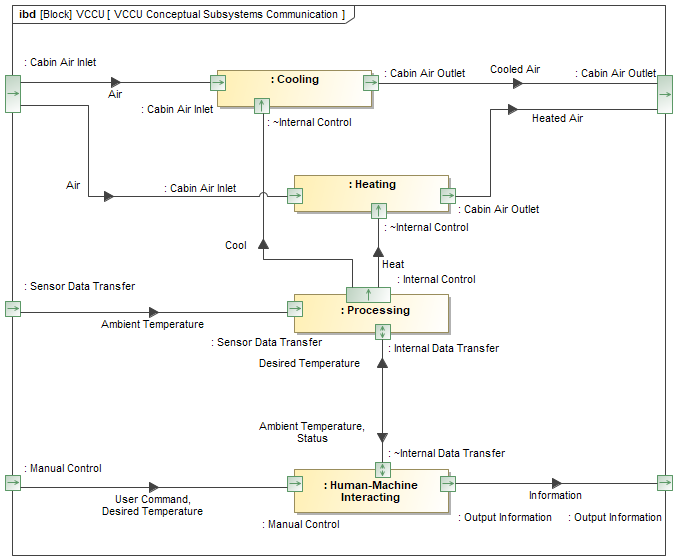 ibd [Block] VCCU [ VCCU Conceptual Subsystems Communication ]
: Cabin Air Inlet
: Cooling
: Cabin Air Outlet
Cooled Air
: Cabin Air Outlet
Air
: Cabin Air Inlet
: ~Internal Control
Heated Air
Air
: Cabin Air Inlet
: Heating
: Cabin Air Outlet
: ~Internal Control
Cool
Heat
: Internal Control
: Sensor Data Transfer
: Processing
Ambient Temperature
: Sensor Data Transfer
: Internal Data Transfer
Desired Temperature
Ambient Temperature,
Status
: ~Internal Data Transfer
: Manual Control
: Human-Machine
Interacting
User Command,
Desired Temperature
Information
: Manual Control
: Output Information
: Output Information